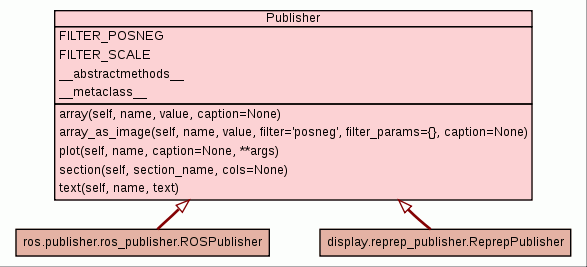 Publisher
FILTER_POSNEG
FILTER_SCALE
__abstractmethods__
__metaclass__
array(self, name, value, caption=None)
array_as_image(self, name, value, filter='posneg', filter_params={}, caption=None)
plot(self, name, caption=None, **args)
section(self, section_name, cols=None)
text(self, name, text)
ros.publisher.ros_publisher.ROSPublisher
display.reprep_publisher.ReprepPublisher